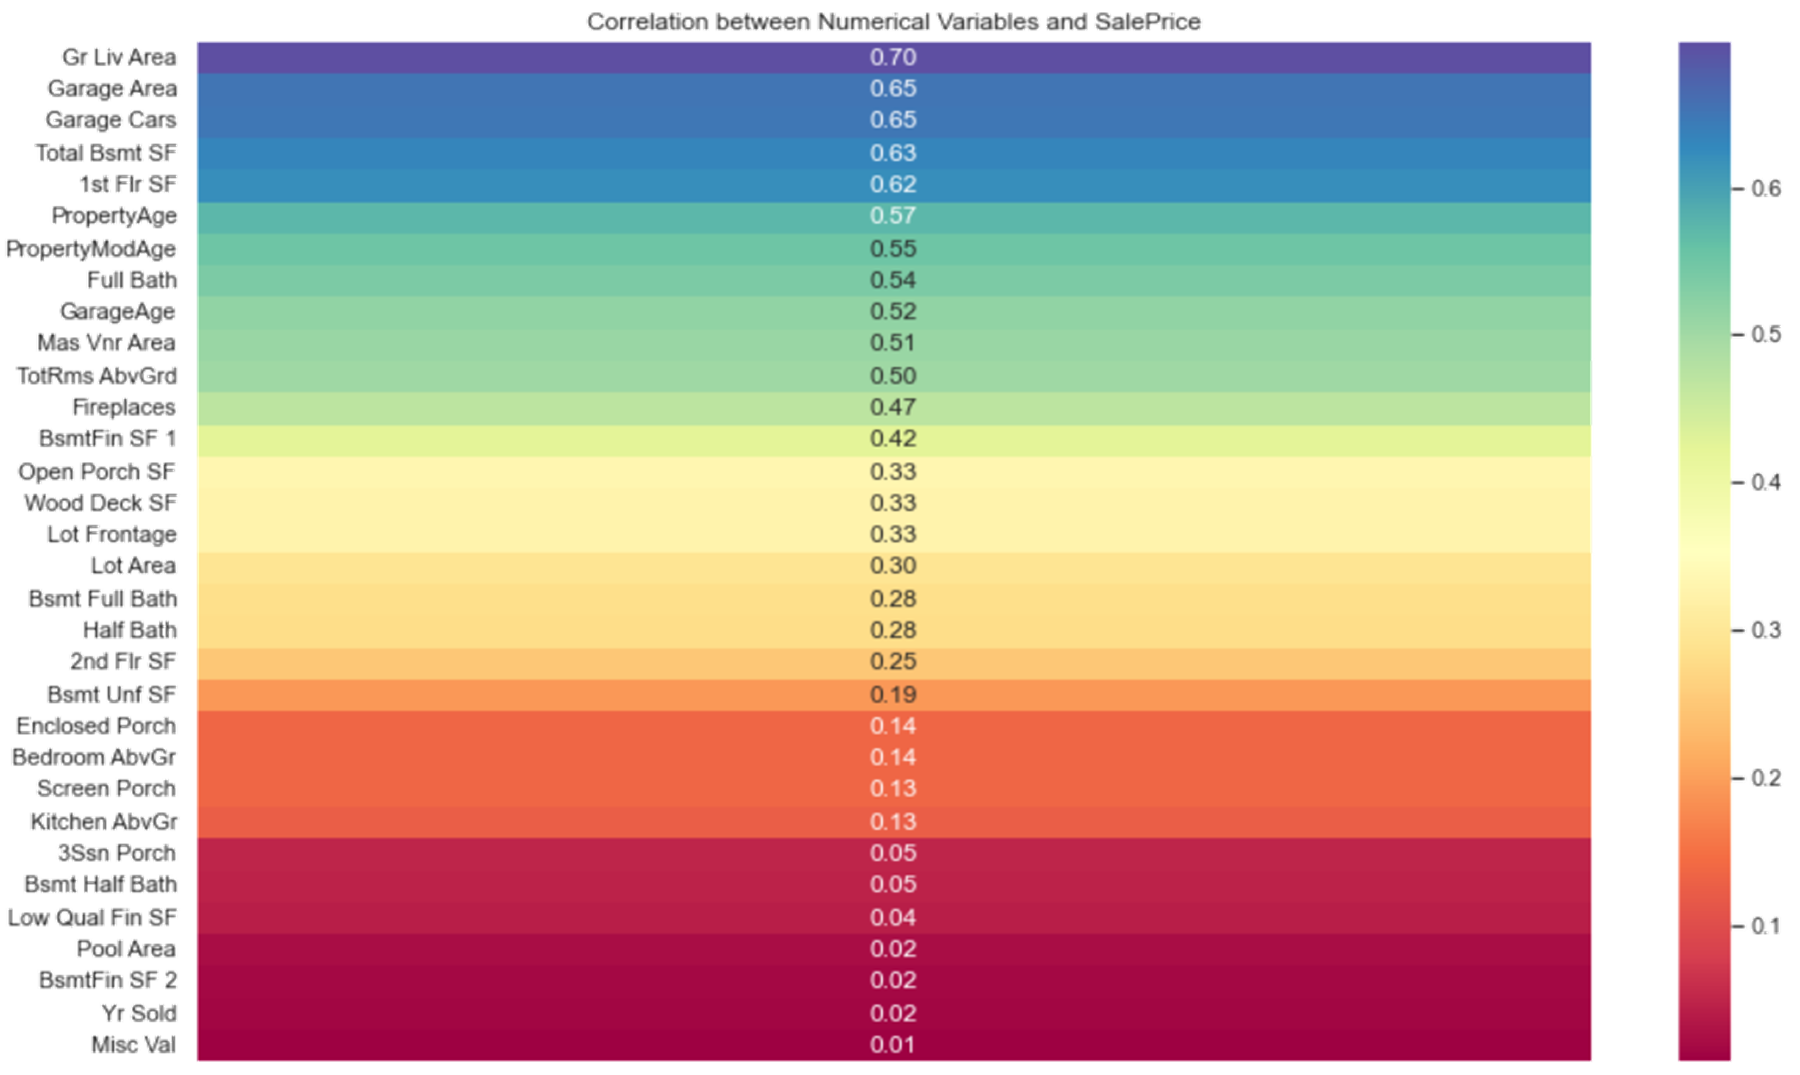 Correlation between Numerical Variables and SalePrice
Gr Liv Area 0.70
Garage Area 0.65
Garage Cars 0.65
Total Bsmt SF 0.63
1st Flr SF 0.62
PropertyAge 0.57
PropertyModAge 0.55
Full Bath 0.54
GarageAge 0.52
Mas Vnr Area 0.51
TotRms AbvGrd 0.50
Fireplaces 0.47
BsmtFin SF 1 0.42
Open Porch SF 0.33
Wood Deck SF 0.33
Lot Frontage 0.33
Lot Area 0.30
Bsmt Full Bath 0.28
Half Bath 0.28
2nd Flr SF 0.25
Bsmt Unf SF 0.19
Enclosed Porch 0.14
Bedroom AbvGr 0.14
Screen Porch 0.13
Kitchen AbvGr 0.13
3Ssn Porch 0.05
Bsmt Half Bath 0.05
Low Qual Fin SF 0.04
Pool Area 0.02
BsmtFin SF 2 0.02
Yr Sold 0.02
Misc Val 0.01
0.6
0.5
0.4
0.3
0.2
0.1